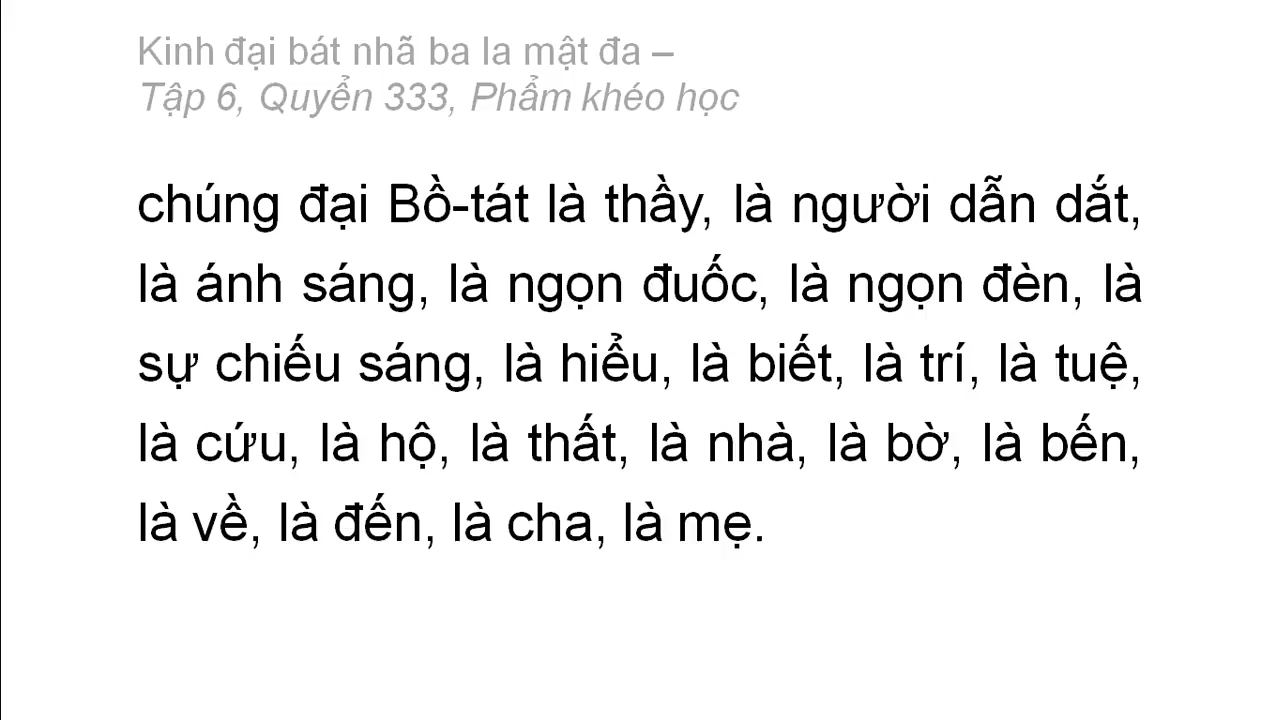 Kinh đại bát nhã ba la mật đa –
Tập 6, Quyển 333, Phẩm khéo học
chúng đại Bồ-tát là thầy, là người dẫn dắt,
là ánh sáng, là ngọn đuốc, là ngọn đèn, là
sự chiếu sáng, là hiểu, là biết, là trí, là tuệ,
là cứu, là hộ, là thất, là nhà, là bờ, là bến,
là về, là đến, là cha, là mẹ.